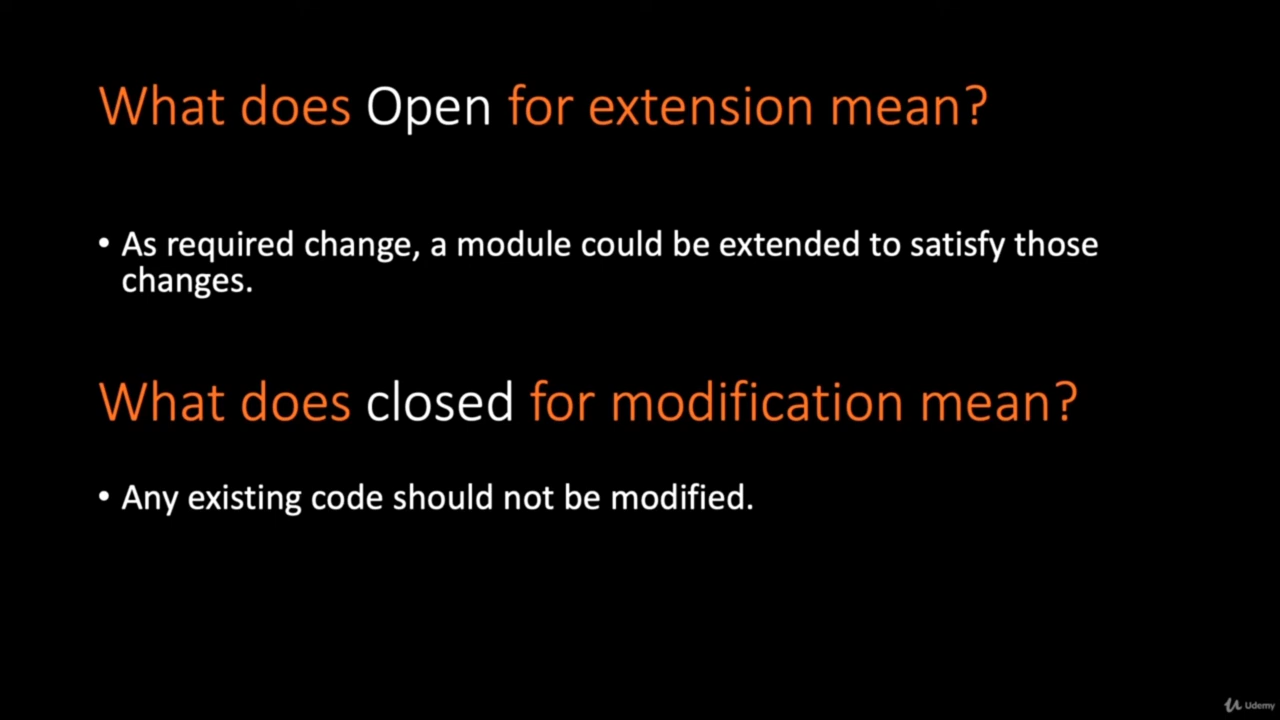 What does Open for extension mean?
• As required change, a module could be extended to satisfy those
changes.
What does closed for modification mean?
• Any existing code should not be modified.
Udemy